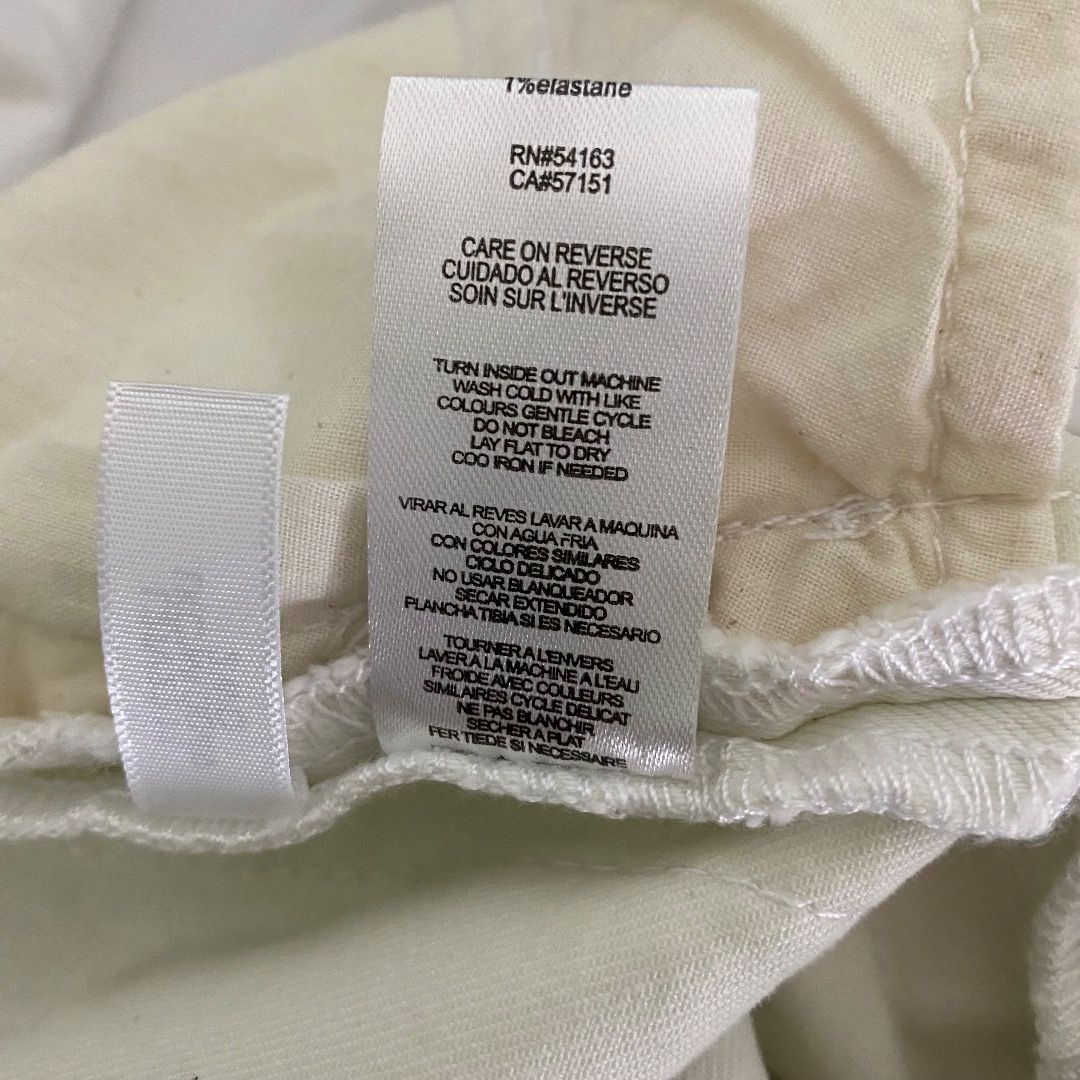 1%elastane
RN#54163
CA#57151
CARE ON REVERSE
CUIDADO AL REVERSO
SOIN SUR L'INVERSE
TURN INSIDE OUT MACHINE
WASH COLD WITH LIKE
COLOURS GENTLE CYCLE
DO NOT BLEACH
LAY FLAT TO DRY
COO IRON IF NEEDED
VIRAR AL REVES LAVAR A MAQUINA
CON AGUA FRIA
CON COLORES SIMILARES
CICLO DELICADO
NO USAR BLANQUEADOR
SECAR EXTENDIDO
PLANCHA TIBIA SI ES NECESARIO
TOURNER A L'ENVERS
LAVER A LA MACHINE A L'EAU
FROIDE AVEC COULEURS
SIMILAIRES CYCLE DELICAT
NE PAS BLANCHIR
SECHER A PLAT
FER TIEDE SI NECESSAIRE